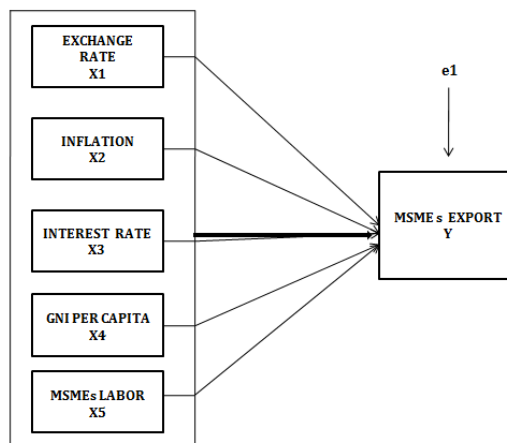 EXCHANGE
RATE
X1
e1
INFLATION
X2
MSMEs EXPORT
Y
INTEREST RATE
X3
GNI PER CAPITA
X4
MSMEs LABOR
X5